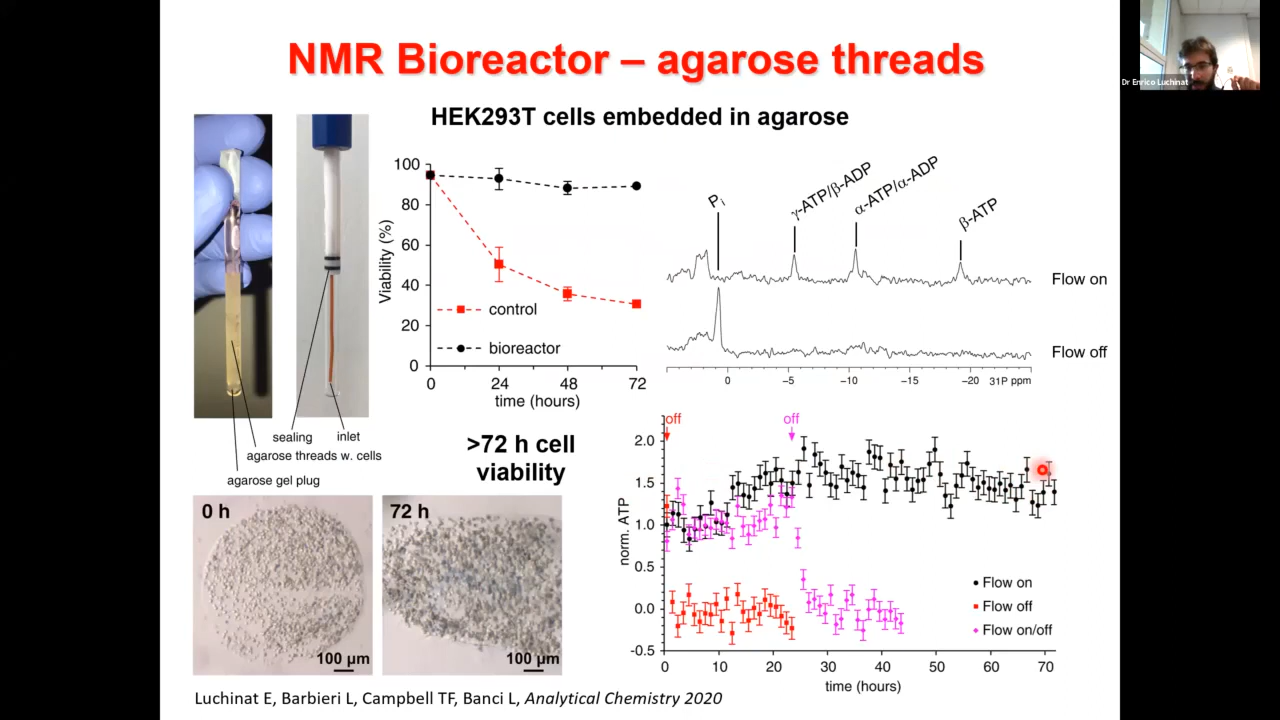 NMR Bioreactor – agarose threads
Dr Enrico Luchinat
HEK293T cells embedded in agarose
100
80
60
40
20
0
Viability (%)
control
bioreactor
0 24 48 72
time (hours)
Pi
γ-ATP/β-ADP
α-ATP/α-ADP
β-ATP
Flow on
Flow off
0 −5 −10 −15 −20 31P ppm
sealing inlet
agarose threads w. cells
agarose gel plug
>72 h cell
viability
0 h
100 µm
72 h
100 µm
off off
2.0
1.5
1.0
0.5
0.0
-0.5
norm. ATP
Flow on
Flow off
Flow on/off
0 10 20 30 40 50 60 70
time (hours)
Luchinat E, Barbieri L, Campbell TF, Banci L, Analytical Chemistry 2020